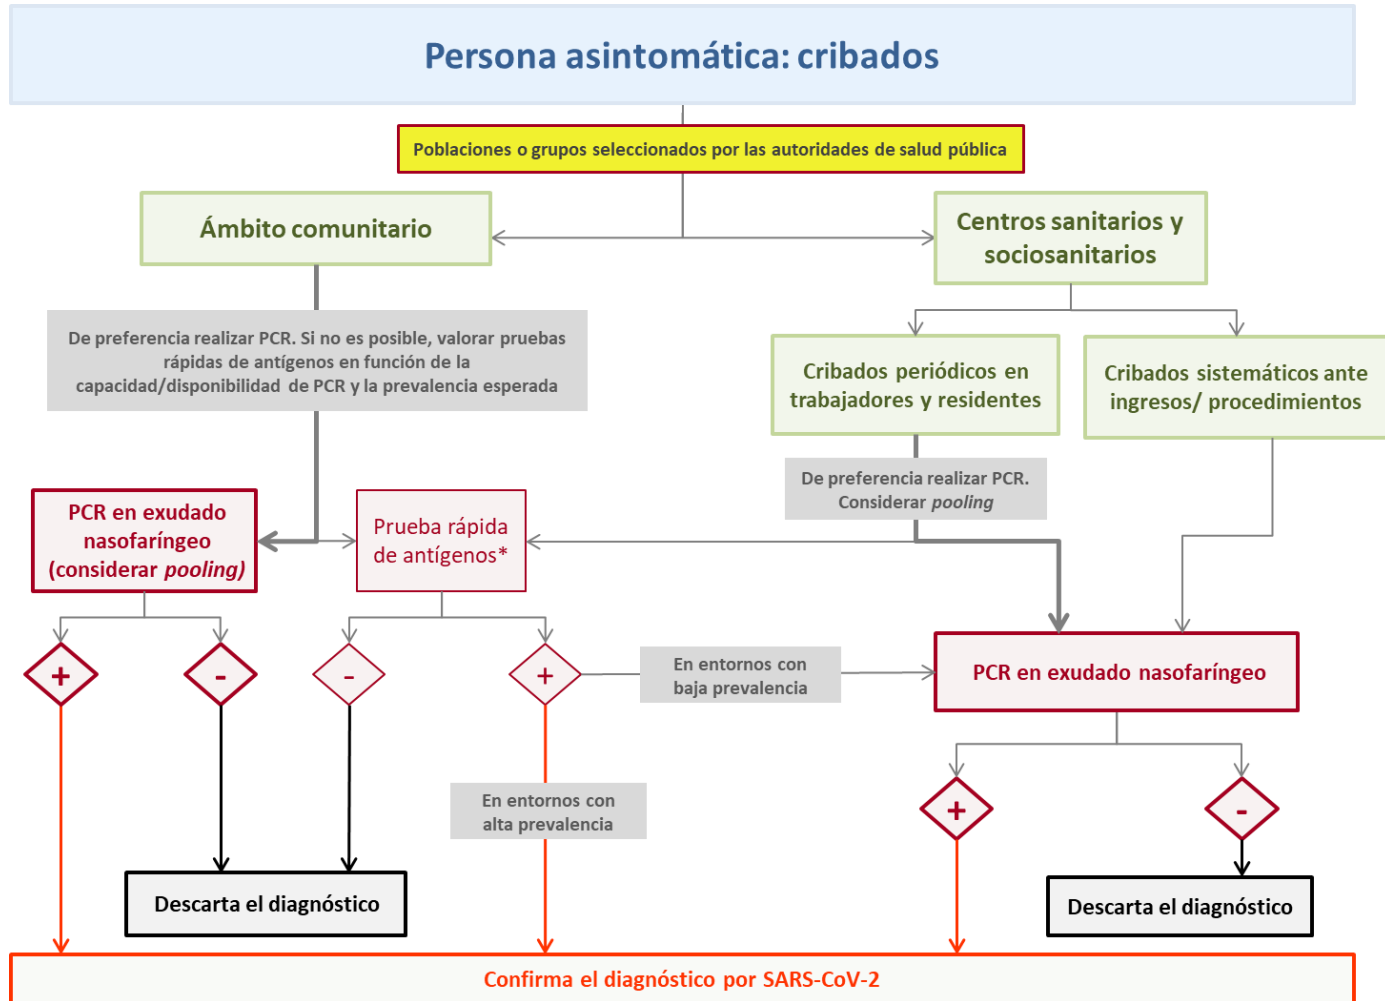 Persona asintomática: cribados
Poblaciones o grupos seleccionados por las autoridades de salud pública
Ámbito comunitario
Centros sanitarios y
sociosanitarios
De preferencia realizar PCR. Si no es posible, valorar pruebas
rápidas de antígenos en función de la
capacidad/disponibilidad de PCR y la prevalencia esperada
Cribados periódicos en
trabajadores y residentes
Cribados sistemáticos ante
ingresos/ procedimientos
De preferencia realizar PCR.
Considerar pooling
PCR en exudado
nasofaríngeo
(considerar pooling)
Prueba rápida
de antígenos*
+
-
-
+
En entornos con
baja prevalencia
PCR en exudado nasofaríngeo
En entornos con
alta prevalencia
+
-
Descarta el diagnóstico
Descarta el diagnóstico
Confirma el diagnóstico por SARS-CoV-2